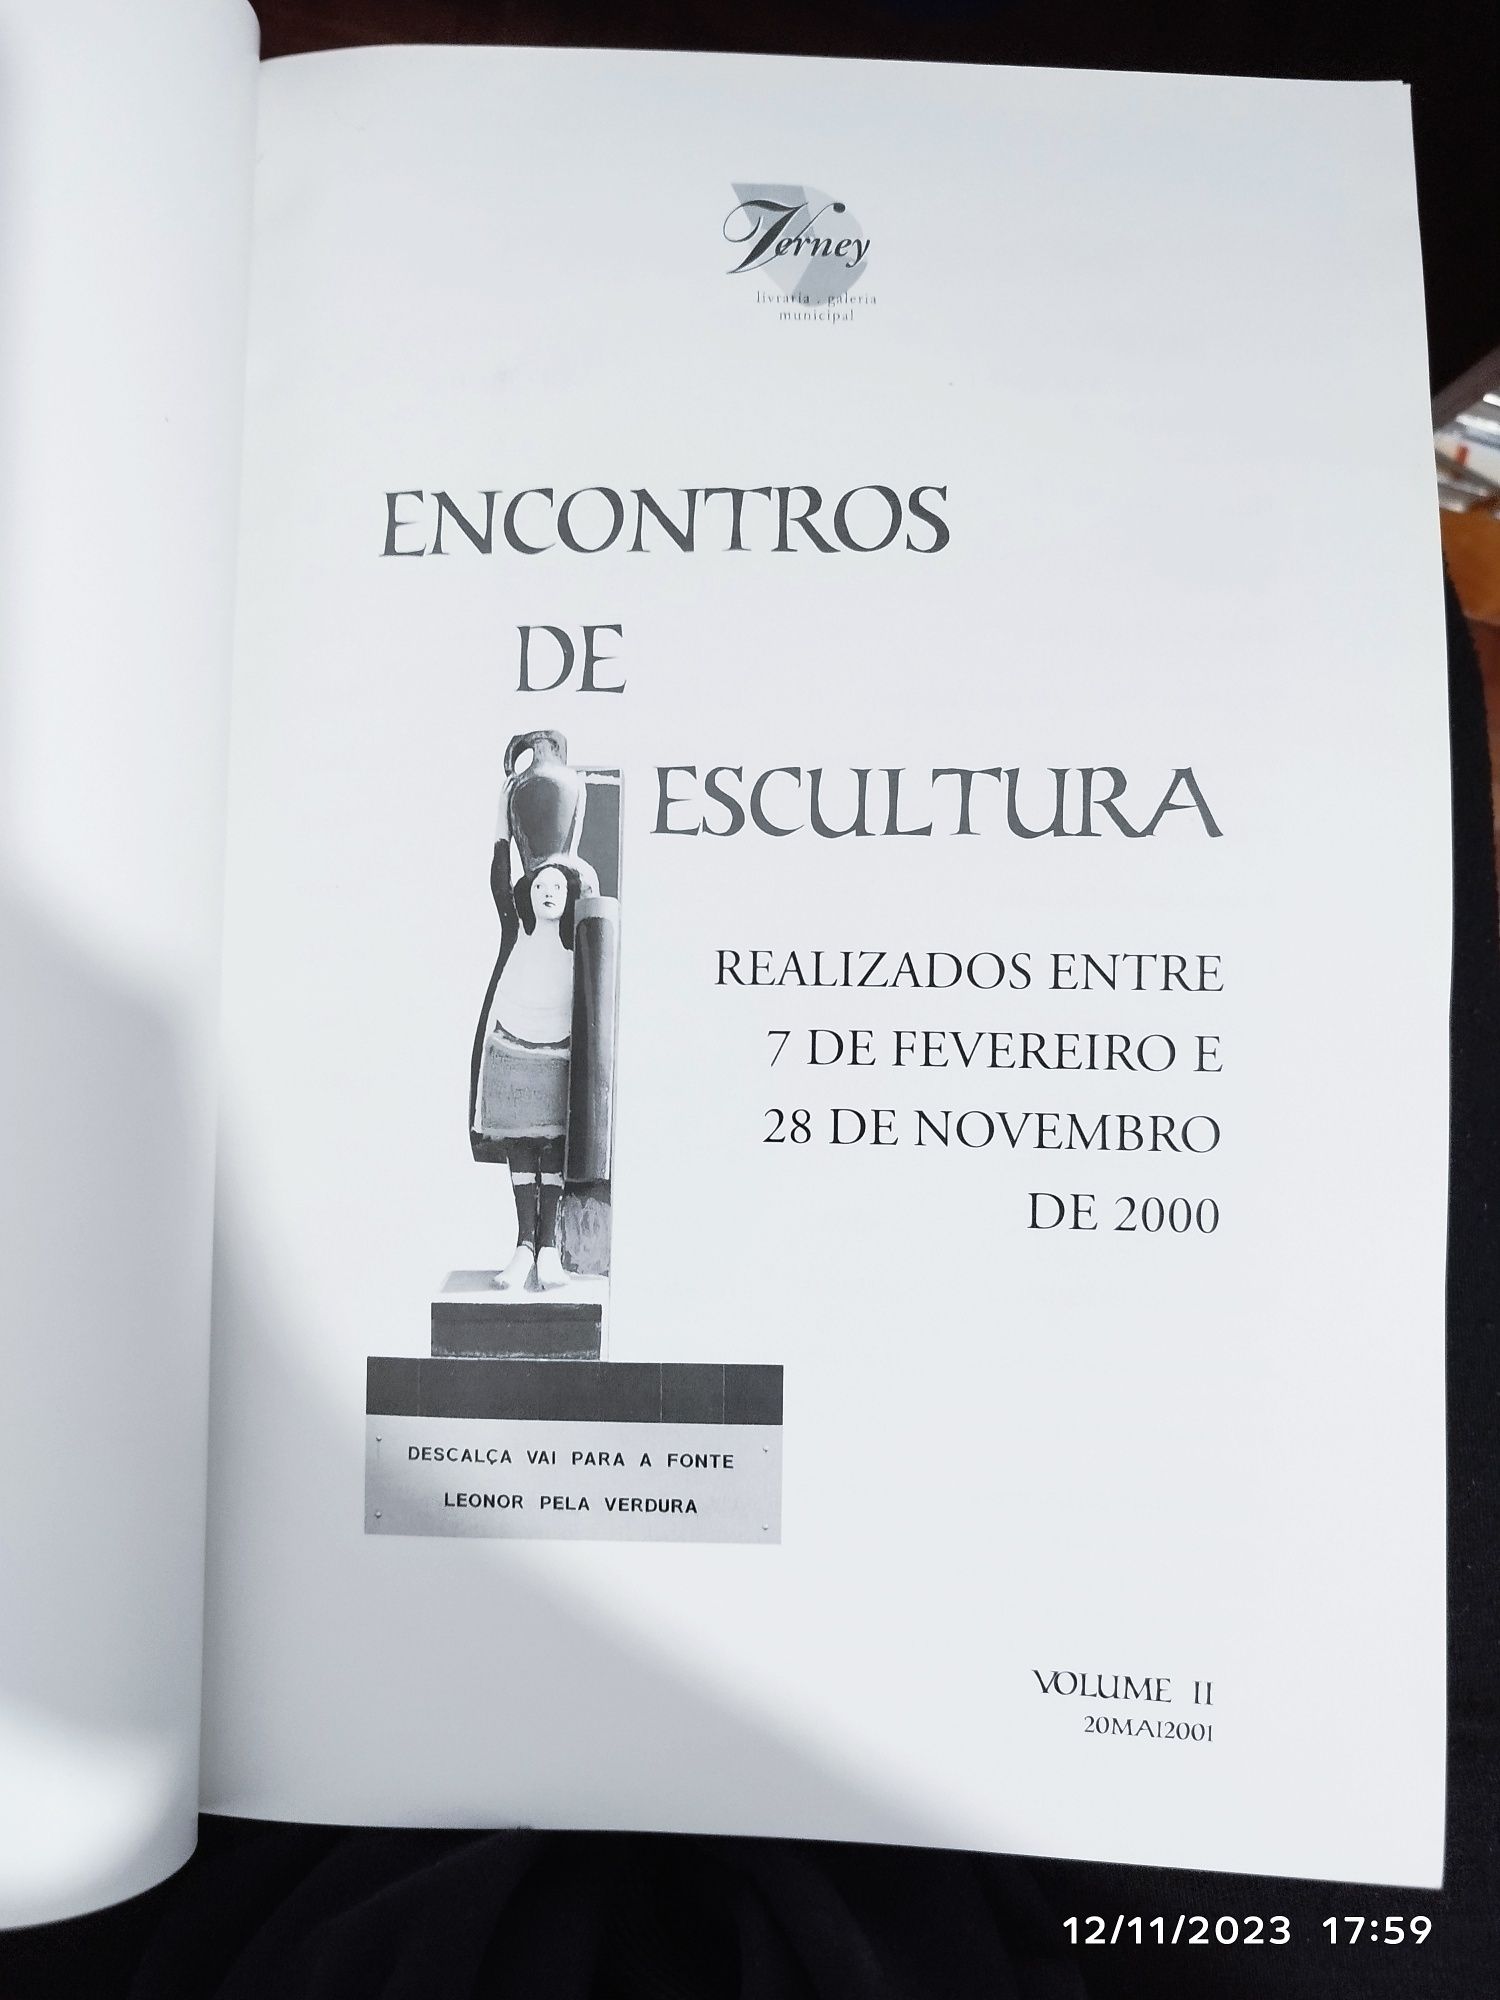 Verney
livraria . galeria
municipal
ENCONTROS
DE
ESCULTURA
REALIZADOS ENTRE
7 DE FEVEREIRO E
28 DE NOVEMBRO
DE 2000
DESCALÇA VAI PARA A FONTE
LEONOR PELA VERDURA
VOLUME II
20MAI2001
12/11/2023 17:59